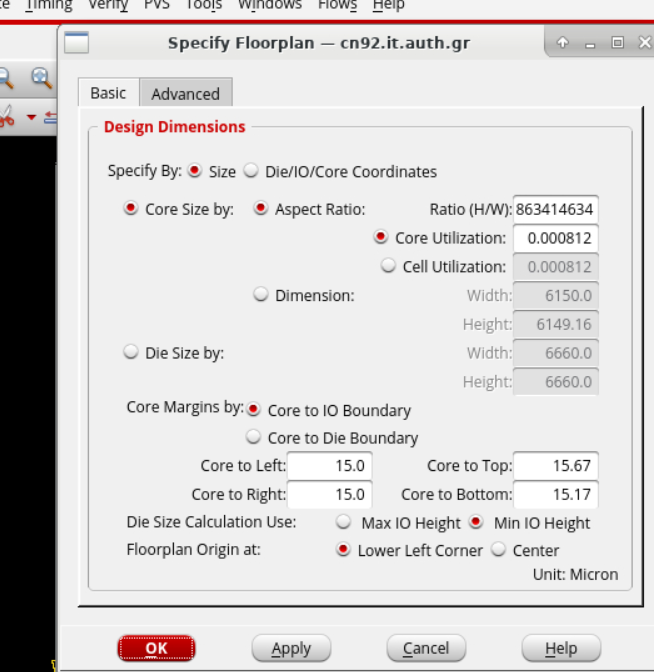 Timing Verify PVS Tools Windows Flows Help
Specify Floorplan — cn92.it.auth.gr
Basic Advanced
Design Dimensions
Specify By: Size Die/IO/Core Coordinates
Core Size by: Aspect Ratio: Ratio (H/W): 863414634
Core Utilization: 0.000812
Cell Utilization: 0.000812
Dimension: Width: 6150.0
Height: 6149.16
Die Size by: Width: 6660.0
Height: 6660.0
Core Margins by: Core to IO Boundary
Core to Die Boundary
Core to Left: 15.0 Core to Top: 15.67
Core to Right: 15.0 Core to Bottom: 15.17
Die Size Calculation Use: Max IO Height Min IO Height
Floorplan Origin at: Lower Left Corner Center
Unit: Micron
OK Apply Cancel Help